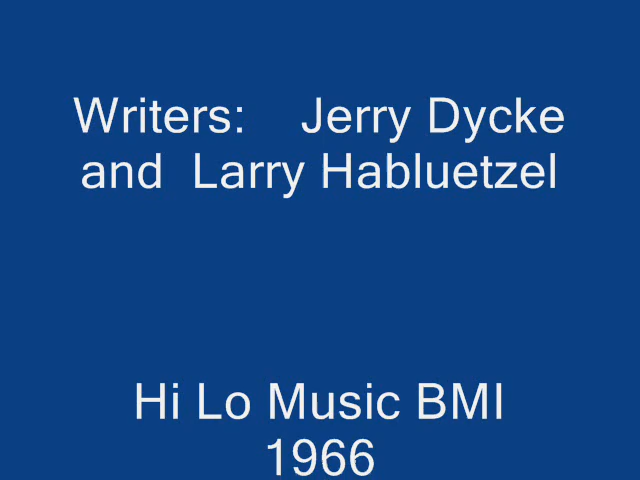 Writers: Jerry Dycke
and Larry Habluetzel
Hi Lo Music BMI
1966